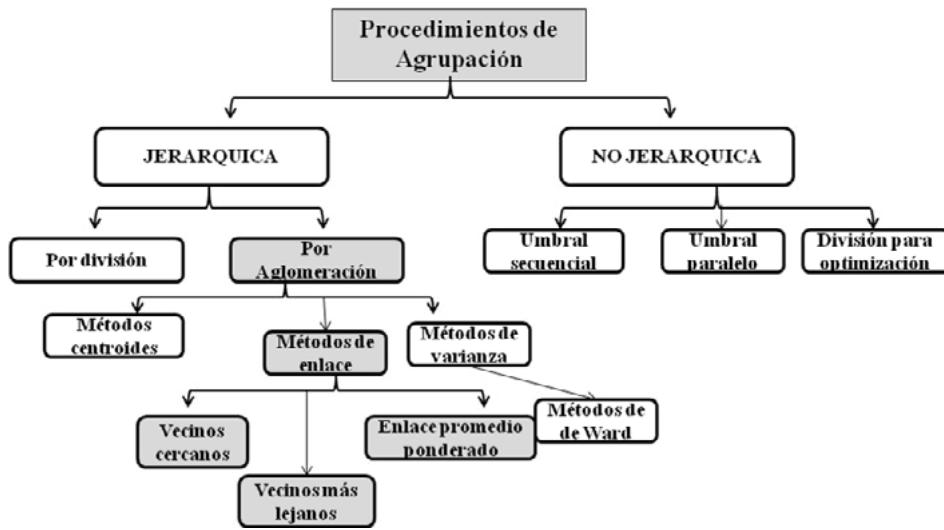 Procedimientos de
Agrupación
JERARQUICA
NO JERARQUICA
Por división
Por
Aglomeración
Umbral
secuencial
Umbral
paralelo
División para
optimización
Métodos
centroides
Métodos de
enlace
Métodos de
varianza
Vecinos
cercanos
Enlace promedio
ponderado
Métodos de
de Ward
Vecinos más
lejanos